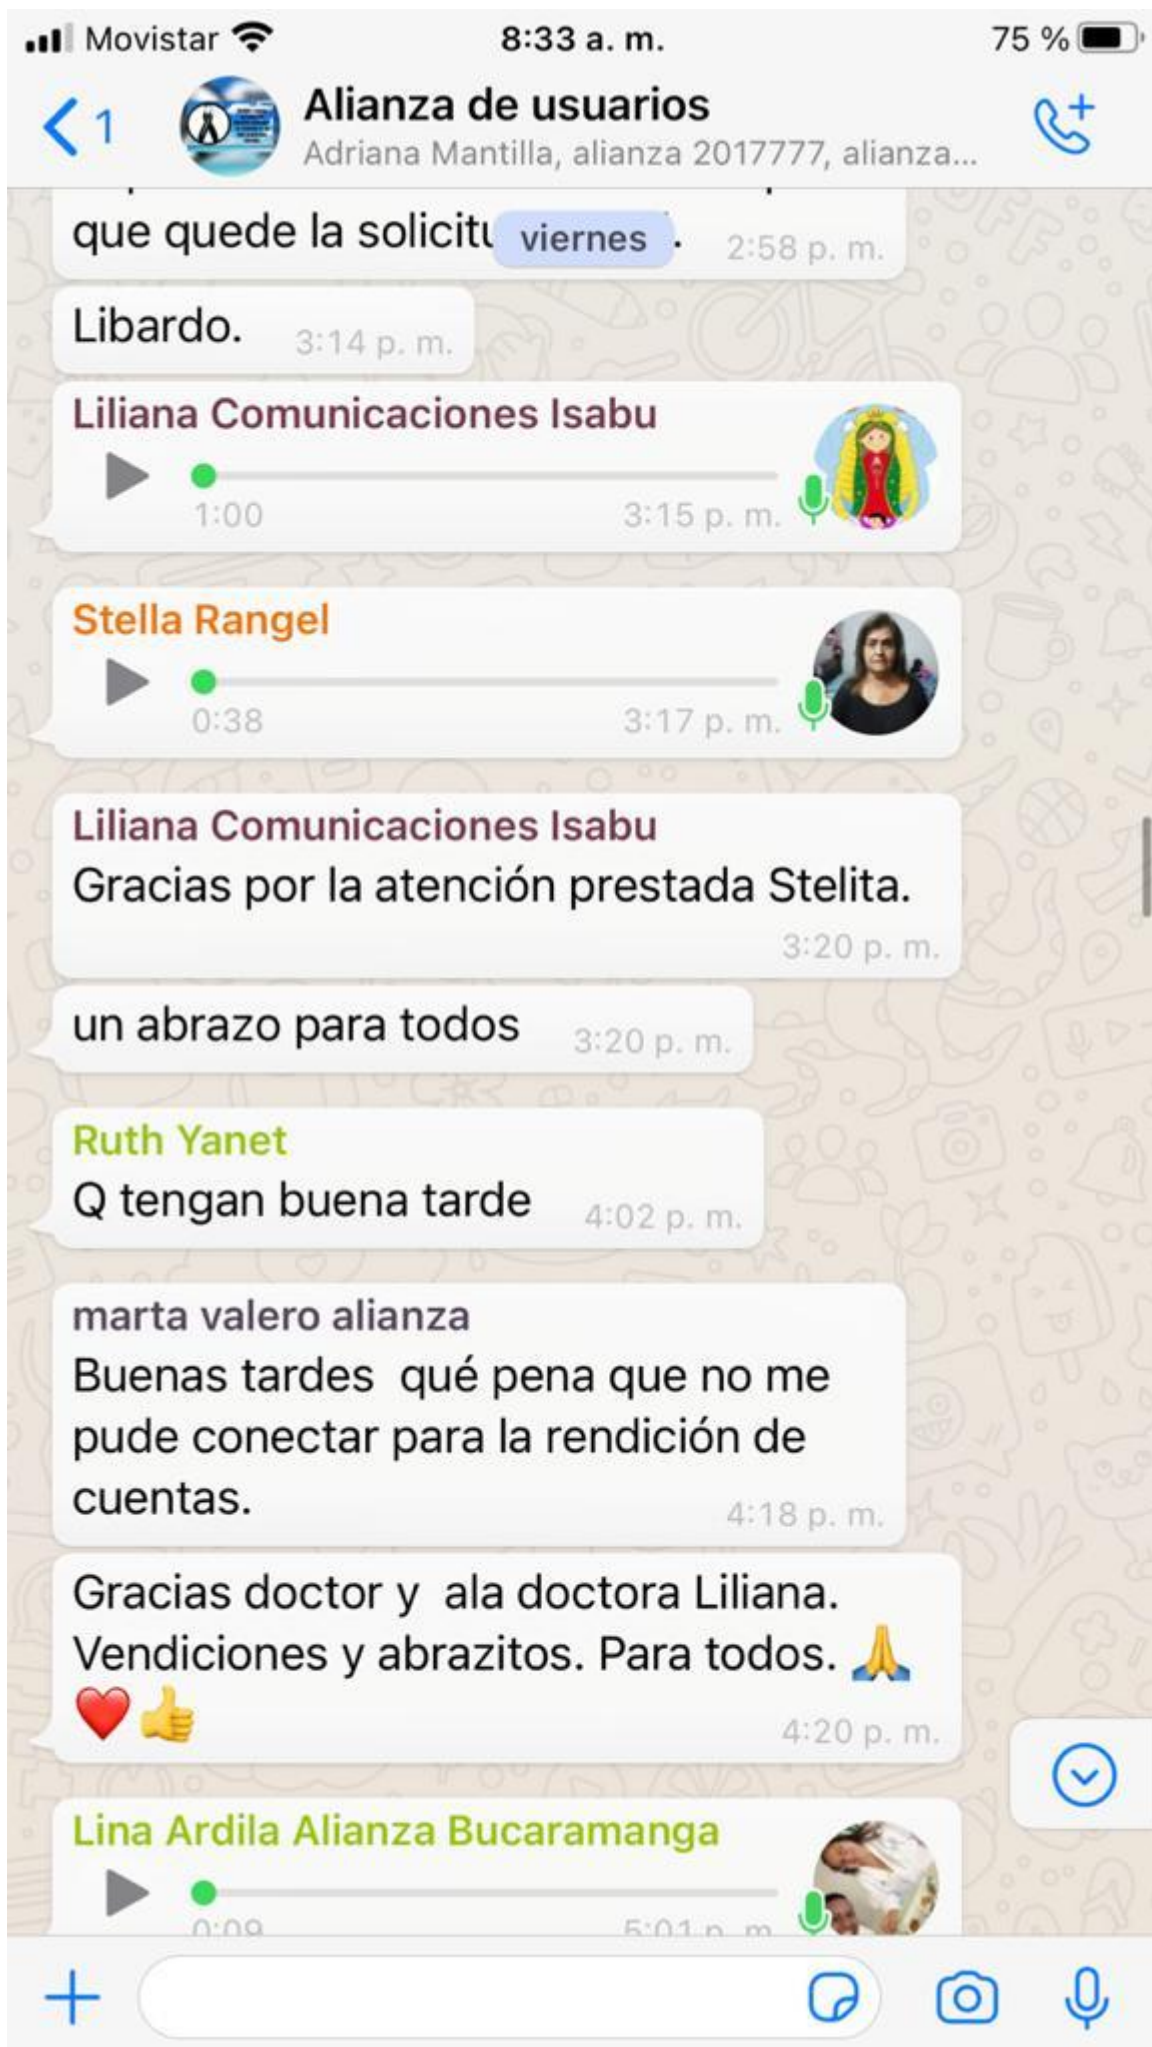 Movistar 8:33 a. m. 75 %
1 Alianza de usuarios
Adriana Mantilla, alianza 2017777, alianza...
que quede la
viernes
2:58 p. m.
Libardo. 3:14 p. m.
Liliana Comunicaciones Isabu
1:00 3:15 p. m.
Stella Rangel
0:38 3:17 p. m.
Liliana Comunicaciones Isabu
Gracias por la atención prestada Stelita.
3:20 p. m.
un abrazo para todos 3:20 p. m.
Ruth Yanet
Q tengan buena tarde 4:02 p. m.
marta valero alianza
Buenas tardes qué pena que no me
pude conectar para la rendición de
cuentas. 4:18 p. m.
Gracias doctor y ala doctora Liliana.
Vendiciones y abrazitos. Para todos. 🙏
❤️👍 4:20 p. m.
Lina Ardila Alianza Bucaramanga
0:09 5:01 p. m.